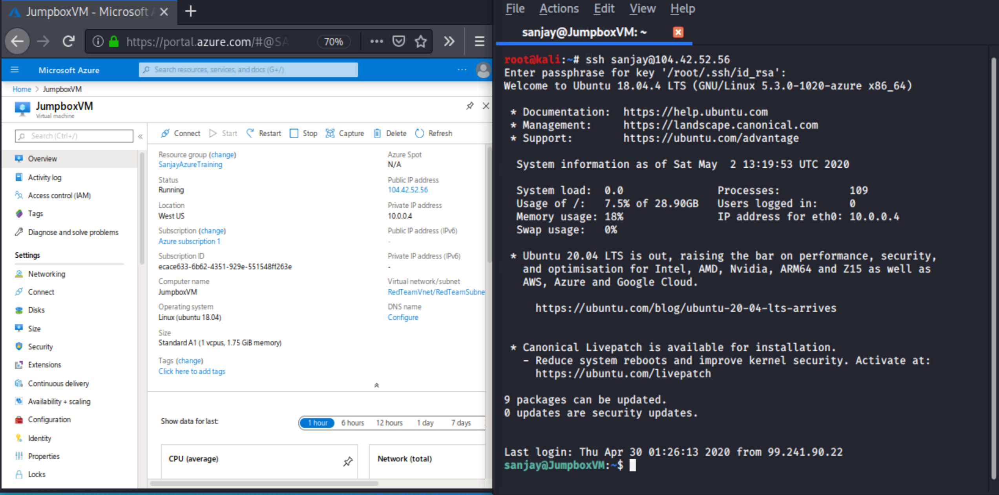 JumpboxVM - Microsoft A
https://portal.azure.com/#@SA
70%
Microsoft Azure
Search resources, services, and docs (G+/)
Home > JumpboxVM
JumpboxVM
Virtual machine
Search (Ctrl+/)
Overview
Activity log
Access control (IAM)
Tags
Diagnose and solve problems
Settings
Networking
Connect
Disks
Size
Security
Extensions
Continuous delivery
Availability + scaling
Configuration
Identity
Properties
Locks
Connect Start Restart Stop Capture Delete Refresh
Resource group (change)
SanjayAzureTraining
Status
Running
Location
West US
Subscription (change)
Azure subscription 1
Subscription ID
ecace633-6b62-4351-929e-551548ff263e
Computer name
JumpboxVM
Operating system
Linux (ubuntu 18.04)
Size
Standard A1 (1 vcpus, 1.75 GiB memory)
Tags (change)
Click here to add tags
Azure Spot
N/A
Public IP address
104.42.52.56
Private IP address
10.0.0.4
Public IP address (IPv6)
-
Private IP address (IPv6)
-
Virtual network/subnet
RedTeamVnet/RedTeamSubne
DNS name
Configure
Show data for last:
1 hour 6 hours 12 hours 1 day 7 days
CPU (average)
Network (total)
File Actions Edit View Help
sanjay@JumpboxVM: ~
root@kali:~# ssh sanjay@104.42.52.56
Enter passphrase for key '/root/.ssh/id_rsa':
Welcome to Ubuntu 18.04.4 LTS (GNU/Linux 5.3.0-1020-azure x86_64)
* Documentation: https://help.ubuntu.com
* Management: https://landscape.canonical.com
* Support: https://ubuntu.com/advantage
System information as of Sat May 2 13:19:53 UTC 2020
System load: 0.0 Processes: 109
Usage of /: 7.5% of 28.90GB Users logged in: 0
Memory usage: 18% IP address for eth0: 10.0.0.4
Swap usage: 0%
* Ubuntu 20.04 LTS is out, raising the bar on performance, security,
and optimisation for Intel, AMD, Nvidia, ARM64 and Z15 as well as
AWS, Azure and Google Cloud.
https://ubuntu.com/blog/ubuntu-20-04-lts-arrives
* Canonical Livepatch is available for installation.
- Reduce system reboots and improve kernel security. Activate at:
https://ubuntu.com/livepatch
9 packages can be updated.
0 updates are security updates.
Last login: Thu Apr 30 01:26:13 2020 from 99.241.90.22
sanjay@JumpboxVM:~$